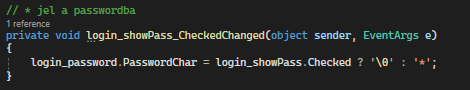 // * jel a passwordba
1 reference
private void login_showPass_CheckedChanged(object sender, EventArgs e)
{
    login_password.PasswordChar = login_showPass.Checked ? '\0' : '*';
}